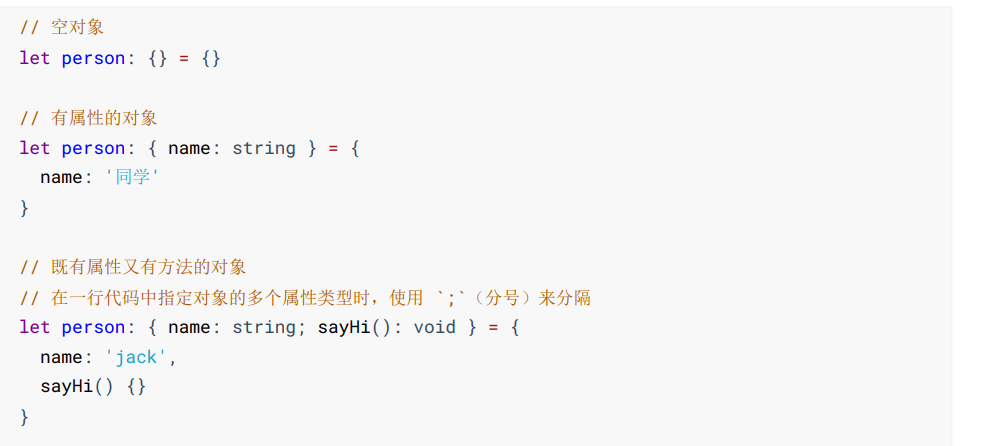 // 空对象
let person: {} = {}
// 有属性的对象
let person: { name: string } = {
name: '同学'
}
// 既有属性又有方法的对象
// 在一行代码中指定对象的多个属性类型时，使用 `;`（分号）来分隔
let person: { name: string; sayHi(): void } = {
name: 'jack',
sayHi() {}
}